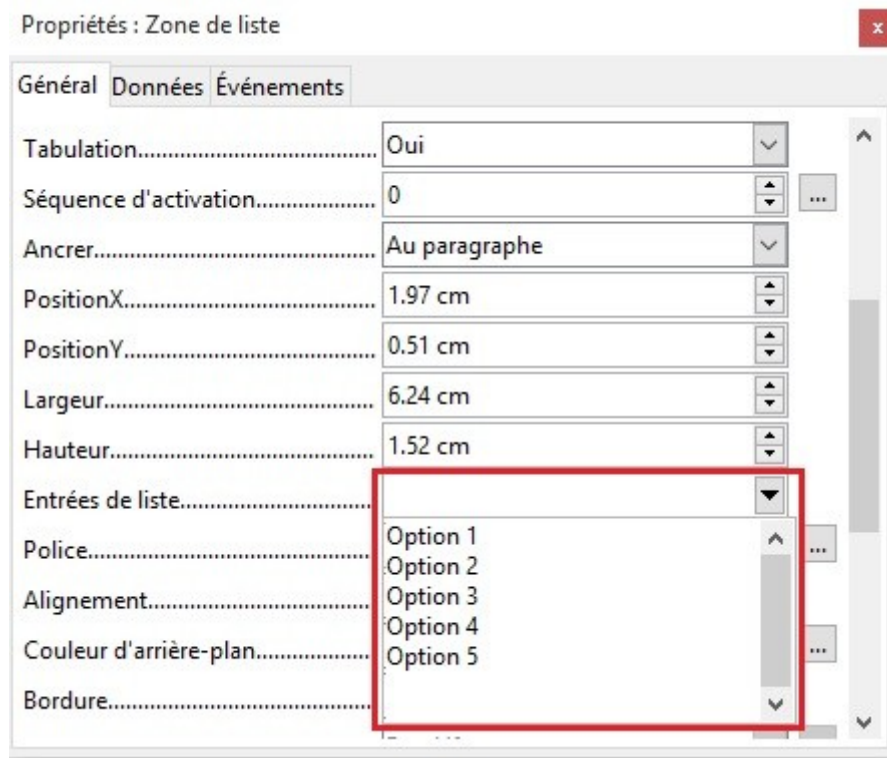 Propriétés : Zone de liste
x
Général Données Événements
Tabulation........................................ Oui
Séquence d'activation.................... 0 ...
Ancrer............................................... Au paragraphe
PositionX.......................................... 1.97 cm
PositionY.......................................... 0.51 cm
Largeur............................................. 6.24 cm
Hauteur............................................ 1.52 cm
Entrées de liste................................
Option 1
Police................................................ ...
Option 2
Option 3
Alignement......................................
Option 4
Couleur d'arrière-plan................... ...
Option 5
Bordure............................................